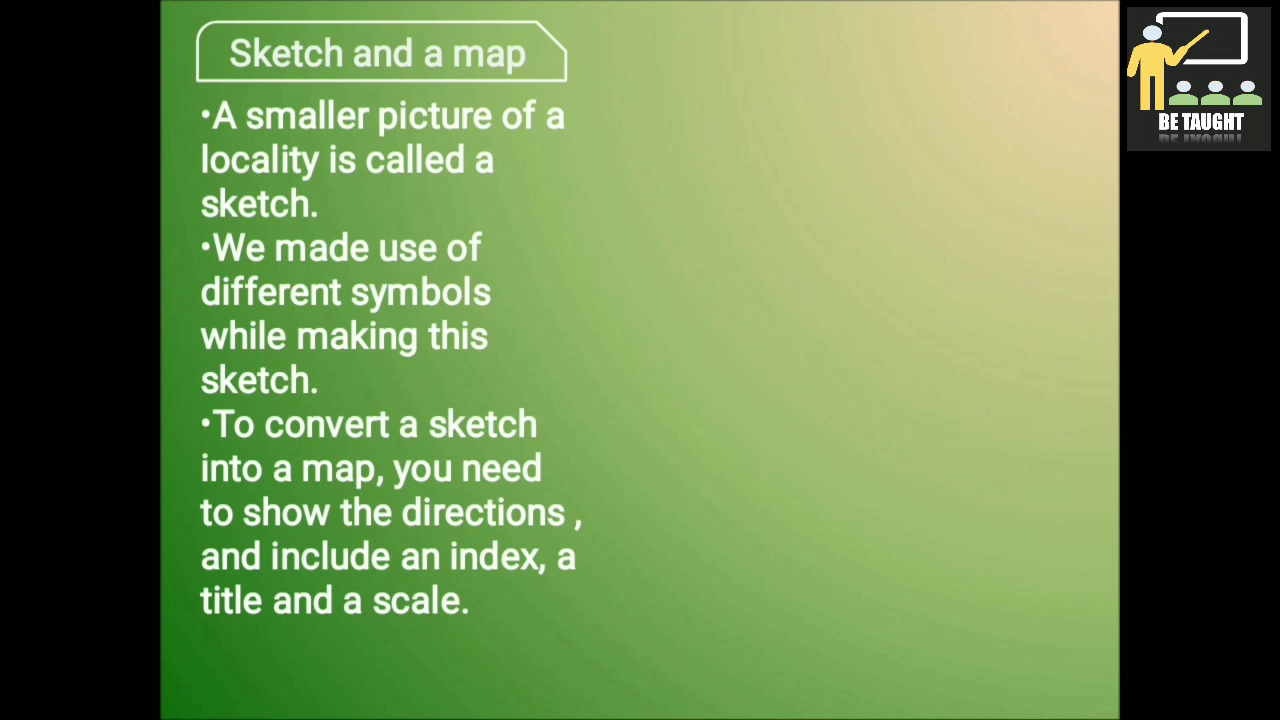 Sketch and a map
•A smaller picture of a
locality is called a
sketch.
•We made use of
different symbols
while making this
sketch.
•To convert a sketch
into a map, you need
to show the directions ,
and include an index, a
title and a scale.
BE TAUGHT